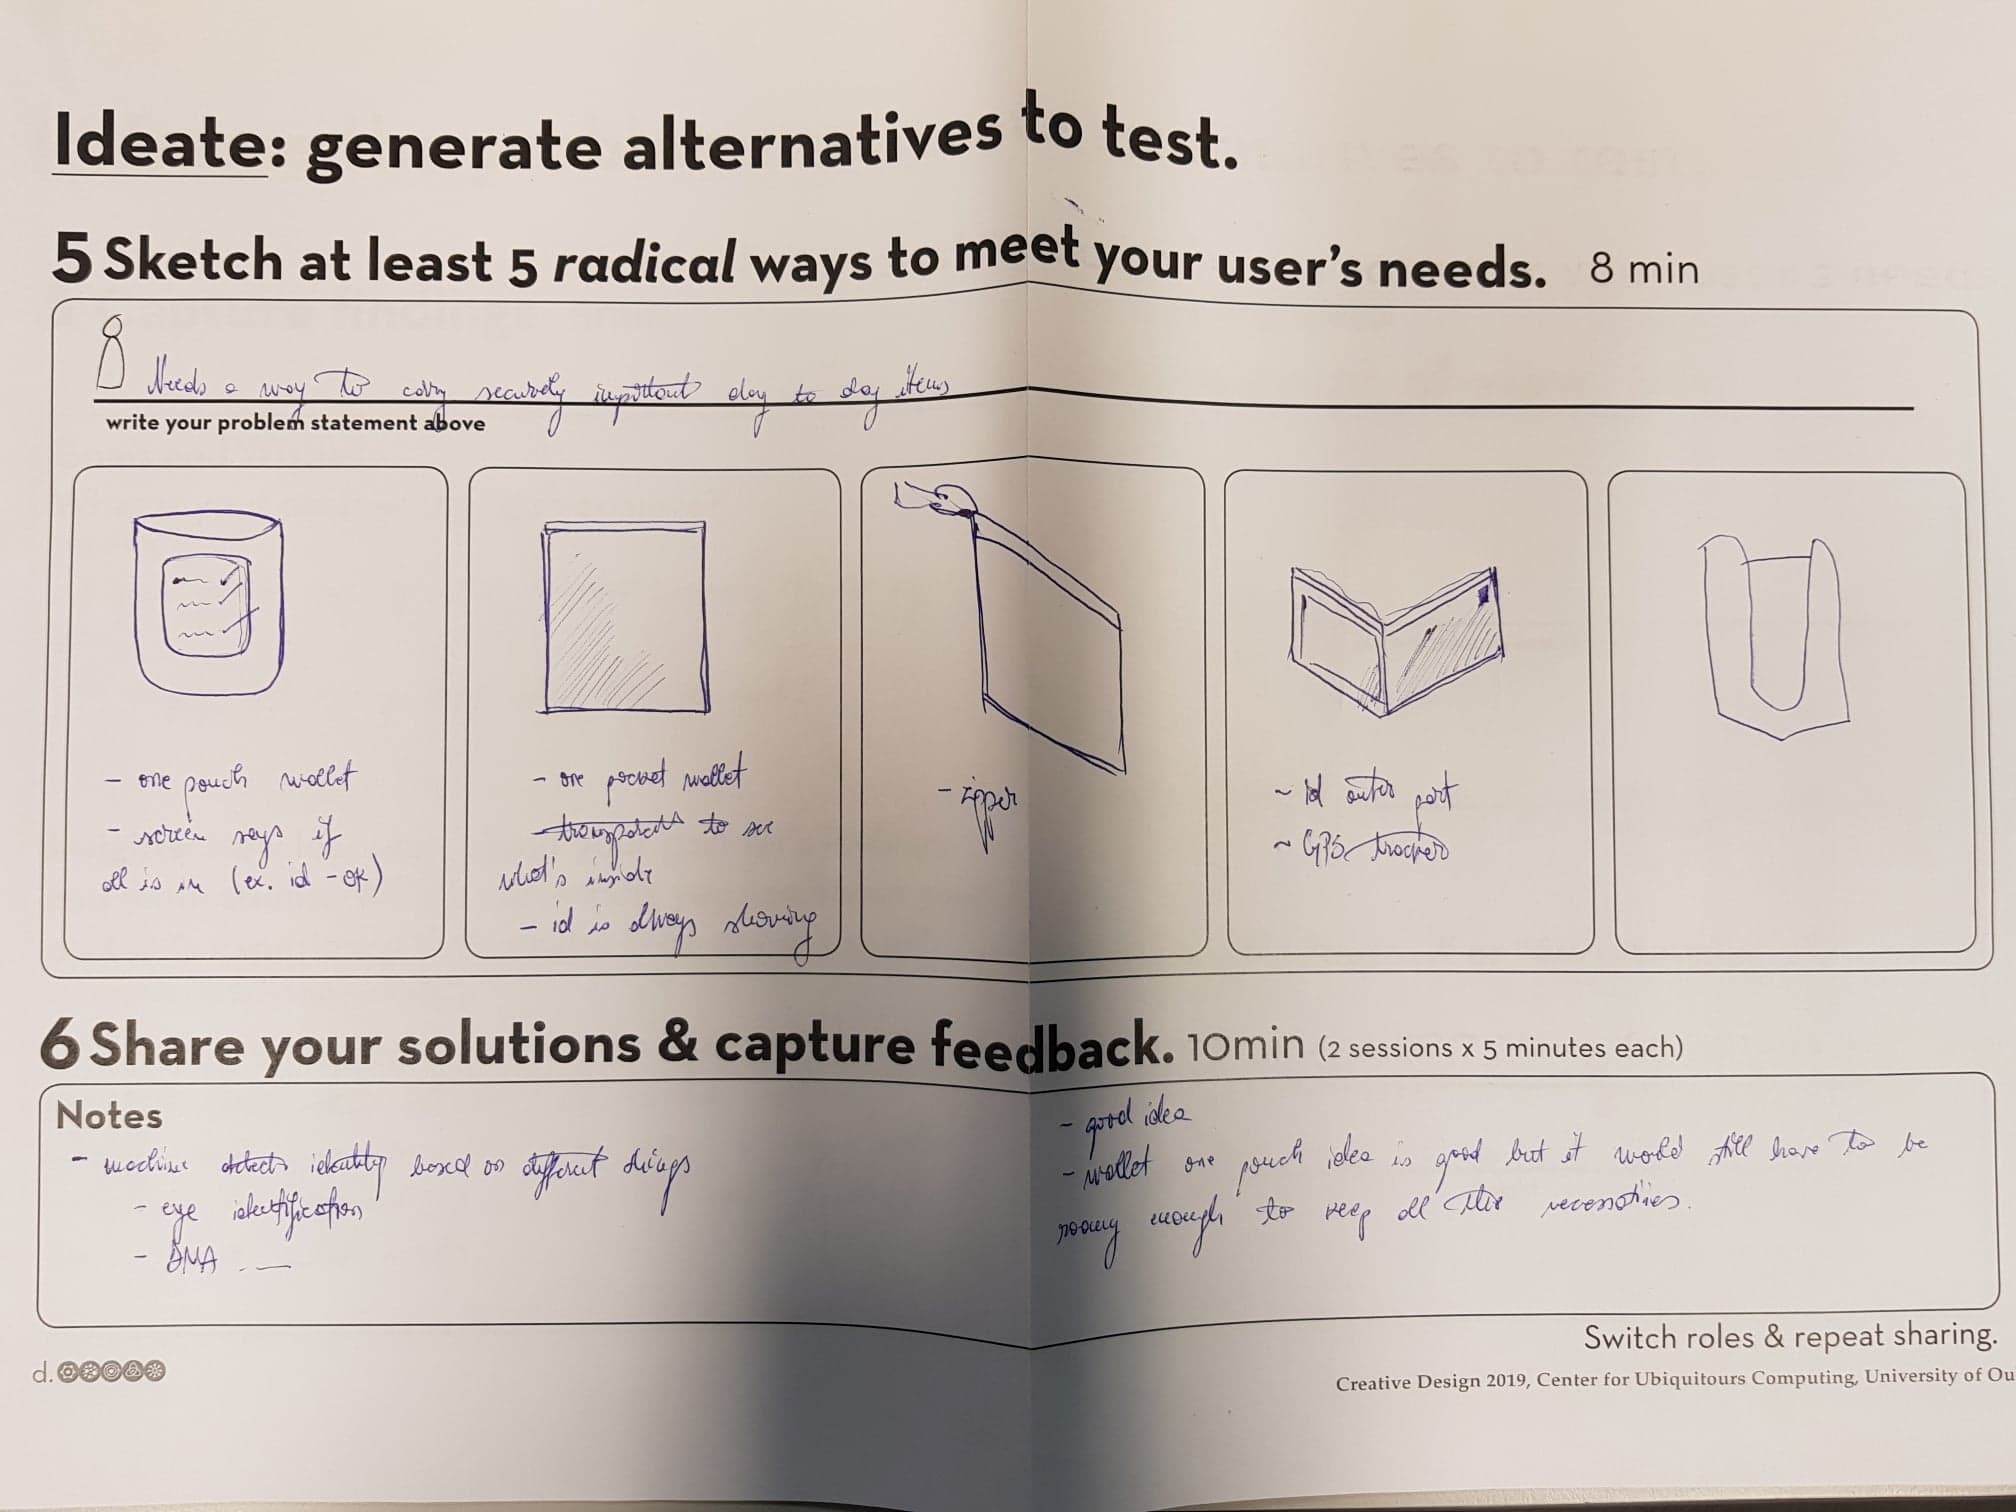 Ideate: generate alternatives to test.
5 Sketch at least 5 radical ways to meet your user's needs. 8 min
Needs a way to carry securely important day to day items
write your problem statement above
- one pouch wallet
- screen says if
all is in (ex. id - ok)
- one pocket wallet
- transparent to see
what's inside
- id is always showing
- zipper
~ id outer part
~ GPS tracker
6 Share your solutions & capture feedback. 10min (2 sessions x 5 minutes each)
Notes
- machine detects identity based on different things
- eye identification
- DNA
- good idea
- wallet one pouch idea is good but it would still have to be
roomy enough to keep all the necessities.
Switch roles & repeat sharing.
d.
Creative Design 2019, Center for Ubiquitours Computing, University of Ou